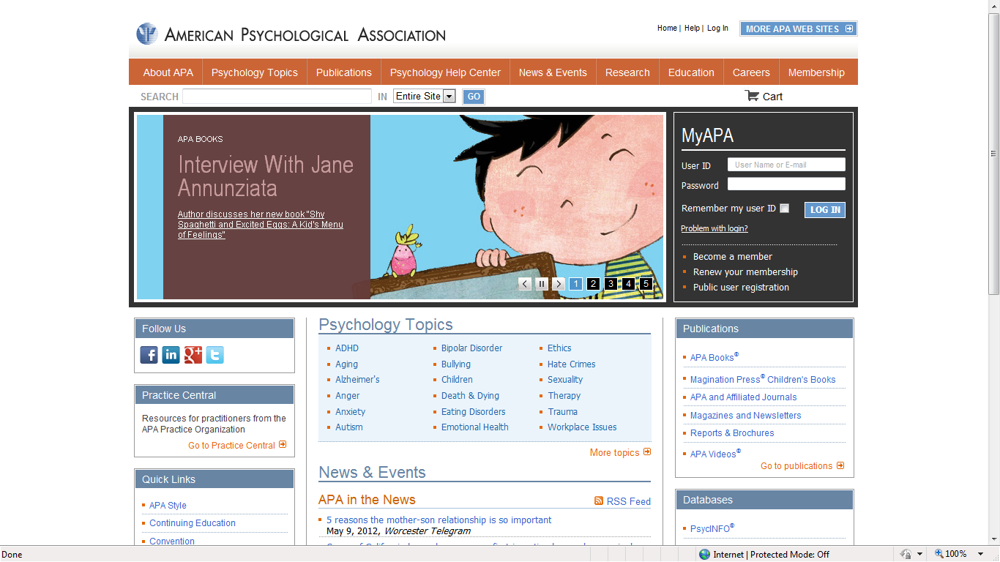 AMERICAN PSYCHOLOGICAL ASSOCIATION
Home | Help | Log In
MORE APA WEB SITES
About APA
Psychology Topics
Publications
Psychology Help Center
News & Events
Research
Education
Careers
Membership
SEARCH
IN
Entire Site
GO
Cart
APA BOOKS
Interview With Jane
Annunziata
Author discusses her new book "Shy
Spaghetti and Excited Eggs: A Kid's Menu
of Feelings"
1 2 3 4 5
MyAPA
User ID
User Name or E-mail
Password
Remember my user ID
LOG IN
Problem with login?
Become a member
Renew your membership
Public user registration
Follow Us
f in g+ t
Practice Central
Resources for practitioners from the
APA Practice Organization
Go to Practice Central
Quick Links
APA Style
Continuing Education
Convention
Psychology Topics
ADHD
Aging
Alzheimer's
Anger
Anxiety
Autism
Bipolar Disorder
Bullying
Children
Death & Dying
Eating Disorders
Emotional Health
Ethics
Hate Crimes
Sexuality
Therapy
Trauma
Workplace Issues
More topics
News & Events
APA in the News
RSS Feed
5 reasons the mother-son relationship is so important
May 9, 2012, Worcester Telegram
Publications
APA Books®
Magination Press® Children's Books
APA and Affiliated Journals
Magazines and Newsletters
Reports & Brochures
APA Videos®
Go to publications
Databases
PsycINFO®
Done
Internet | Protected Mode: Off
100%